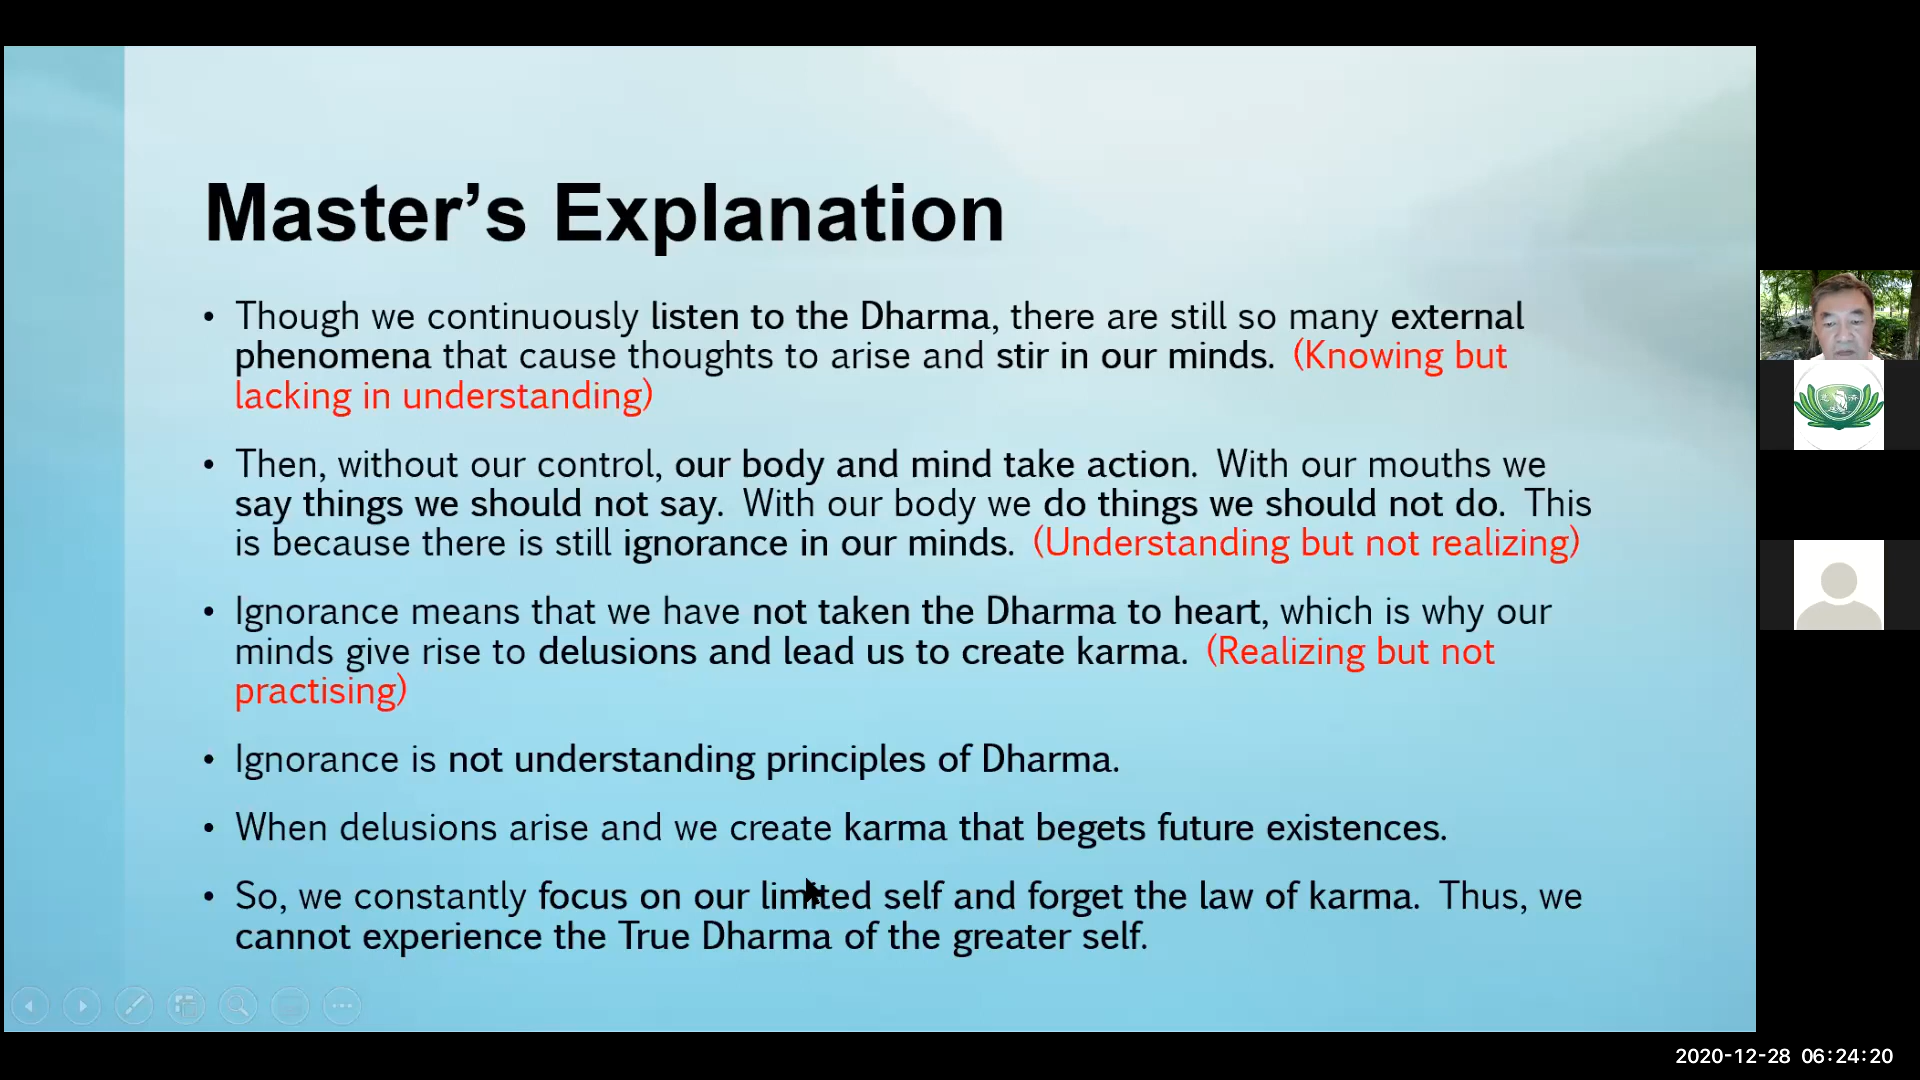 Master’s Explanation
• Though we continuously listen to the Dharma, there are still so many external
phenomena that cause thoughts to arise and stir in our minds. (Knowing but
lacking in understanding)
• Then, without our control, our body and mind take action. With our mouths we
say things we should not say. With our body we do things we should not do. This
is because there is still ignorance in our minds. (Understanding but not realizing)
• Ignorance means that we have not taken the Dharma to heart, which is why our
minds give rise to delusions and lead us to create karma. (Realizing but not
practising)
• Ignorance is not understanding principles of Dharma.
• When delusions arise and we create karma that begets future existences.
• So, we constantly focus on our limited self and forget the law of karma. Thus, we
cannot experience the True Dharma of the greater self.
2020-12-28 06:24:20